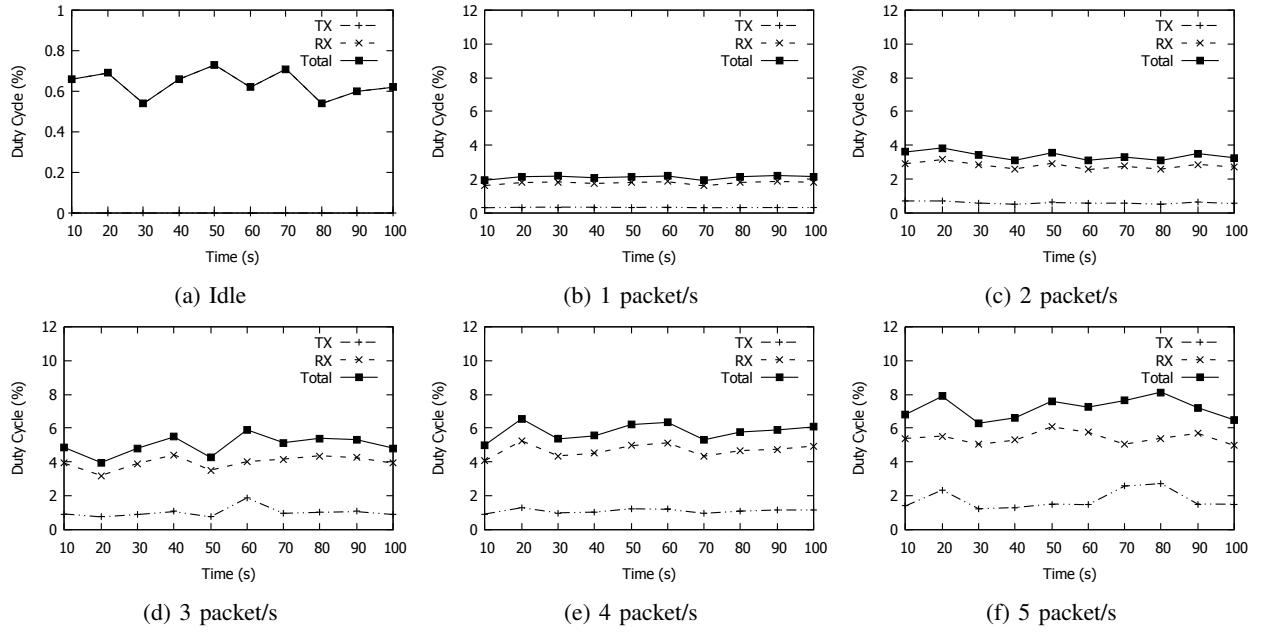 1
0.8
0.6
0.4
0.2
0
Duty Cycle (%)
TX
RX
Total
10 20 30 40 50 60 70 80 90 100
Time (s)
(a) Idle
12
10
8
6
4
2
0
Duty Cycle (%)
TX
RX
Total
10 20 30 40 50 60 70 80 90 100
Time (s)
(b) 1 packet/s
12
10
8
6
4
2
0
Duty Cycle (%)
TX
RX
Total
10 20 30 40 50 60 70 80 90 100
Time (s)
(c) 2 packet/s
12
10
8
6
4
2
0
Duty Cycle (%)
TX
RX
Total
10 20 30 40 50 60 70 80 90 100
Time (s)
(d) 3 packet/s
12
10
8
6
4
2
0
Duty Cycle (%)
TX
RX
Total
10 20 30 40 50 60 70 80 90 100
Time (s)
(e) 4 packet/s
12
10
8
6
4
2
0
Duty Cycle (%)
TX
RX
Total
10 20 30 40 50 60 70 80 90 100
Time (s)
(f) 5 packet/s